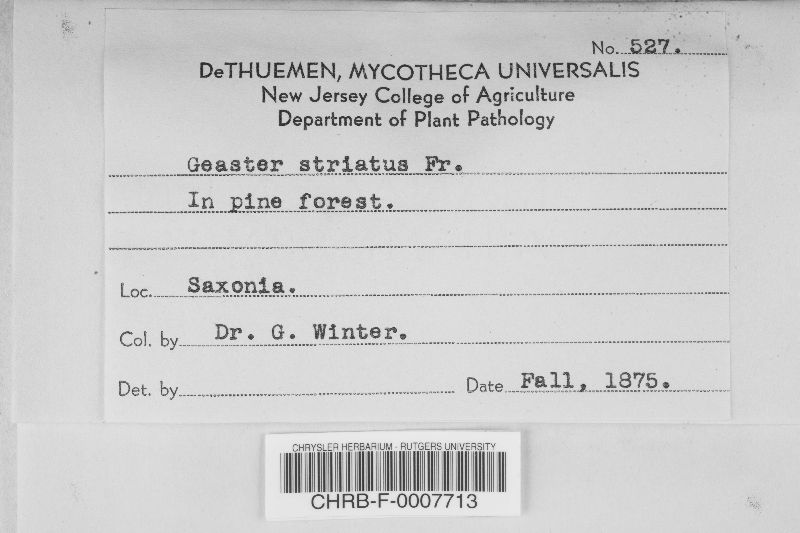 No. 527.
DeTHUEMEN, MYCOTHECA UNIVERSALIS
New Jersey College of Agriculture
Department of Plant Pathology
Geaster striatus Fr.
In pine forest.
Loc. Saxonia.
Col. by Dr. G. Winter.
Det. by Date Fall, 1875.
CHRYSLER HERBARIUM - RUTGERS UNIVERSITY
CHRB-F-0007713